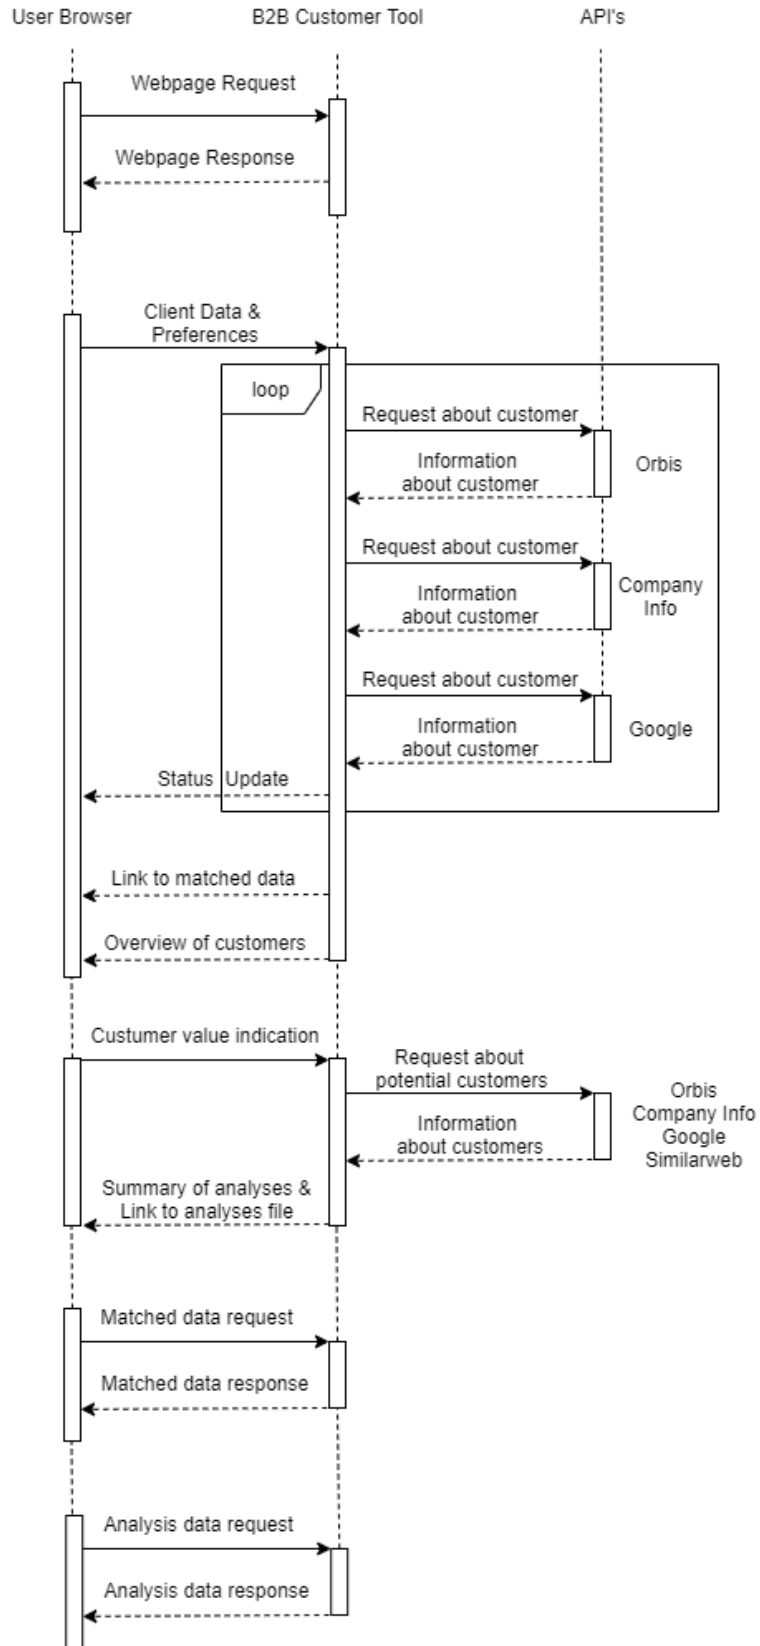 User Browser
B2B Customer Tool
API's
Webpage Request
Webpage Response
Client Data &
Preferences
loop
Request about customer
Information
about customer
Orbis
Request about customer
Information
about customer
Company
Info
Request about customer
Information
about customer
Google
Status Update
Link to matched data
Overview of customers
Custumer value indication
Request about
potential customers
Information
about customers
Orbis
Company Info
Google
Similarweb
Summary of analyses &
Link to analyses file
Matched data request
Matched data response
Analysis data request
Analysis data response